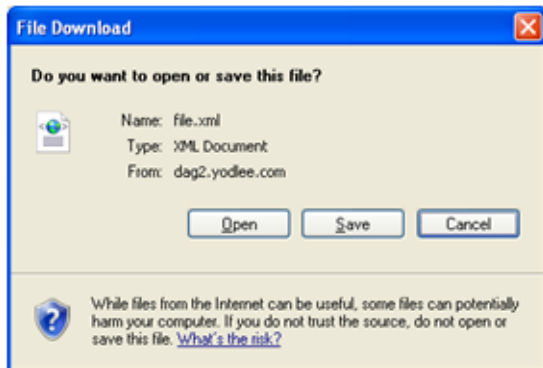 File Download
Do you want to open or save this file?
Name: file.xml
Type: XML Document
From: dag2.yodlee.com
Open Save Cancel
While files from the Internet can be useful, some files can potentially
harm your computer. If you do not trust the source, do not open or
save this file. What's the risk?